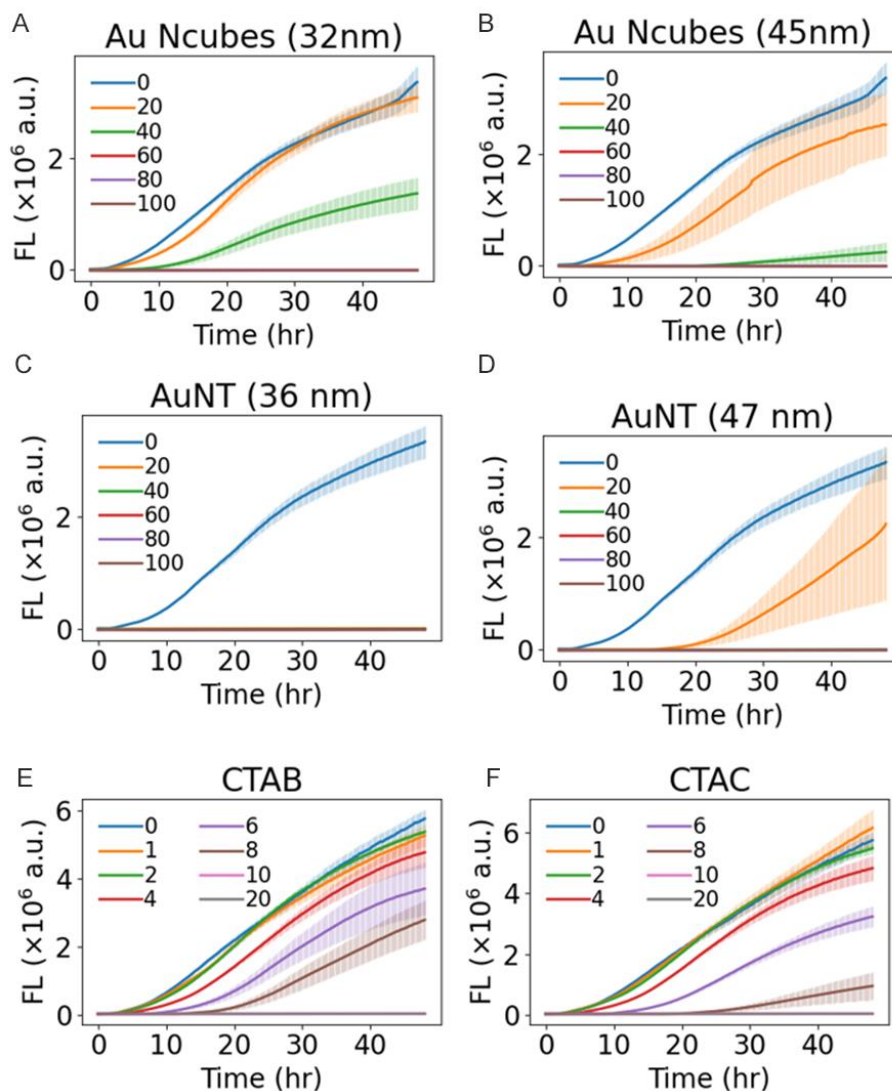 A
Au Ncubes (32nm)
FL (×10⁶ a.u.)
2
0
0
20
40
60
80
100
0 10 20 30 40
Time (hr)
B
Au Ncubes (45nm)
FL (×10⁶ a.u.)
2
0
0
20
40
60
80
100
0 10 20 30 40
Time (hr)
C
AuNT (36 nm)
FL (×10⁶ a.u.)
2
0
0
20
40
60
80
100
0 10 20 30 40
Time (hr)
D
AuNT (47 nm)
FL (×10⁶ a.u.)
2
0
0
20
40
60
80
100
0 10 20 30 40
Time (hr)
E
CTAB
FL (×10⁶ a.u.)
6
4
2
0
0 6
1 8
2 10
4 20
0 10 20 30 40
Time (hr)
F
CTAC
FL (×10⁶ a.u.)
6
4
2
0
0 6
1 8
2 10
4 20
0 10 20 30 40
Time (hr)